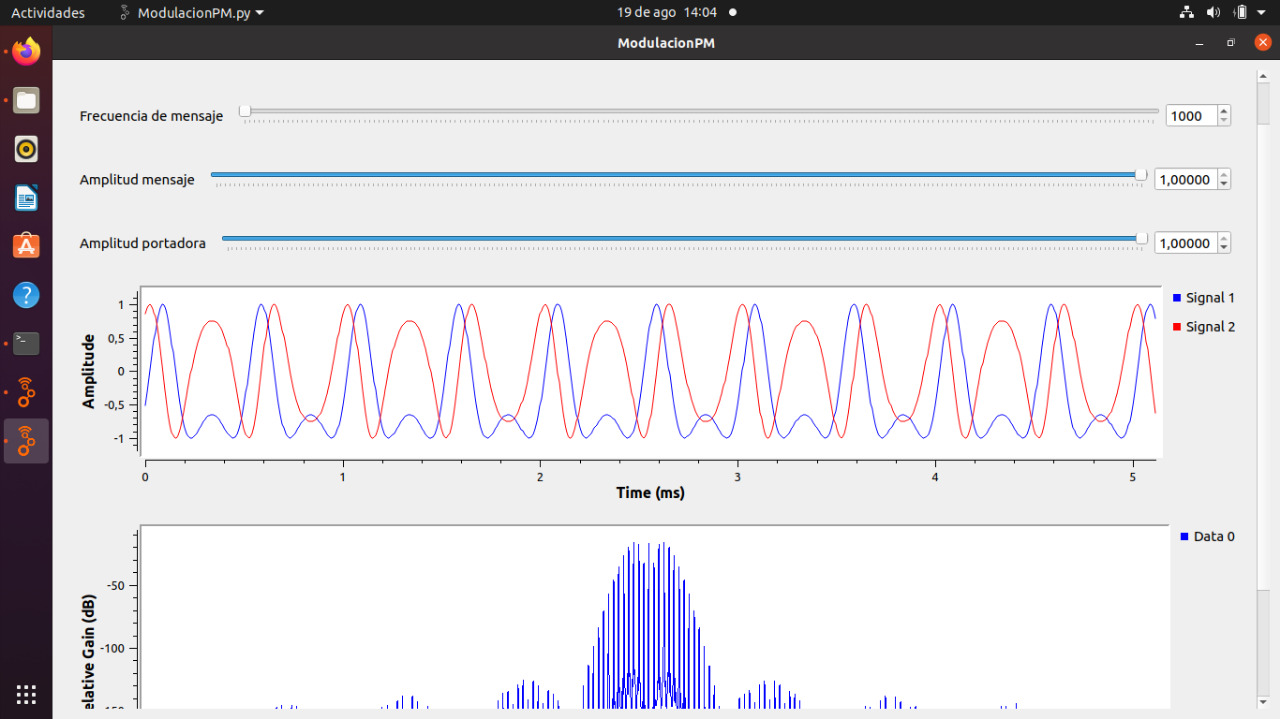 Actividades ModulacionPM.py 19 de ago 14:04
ModulacionPM
Frecuencia de mensaje 1000
Amplitud mensaje 1,00000
Amplitud portadora 1,00000
Signal 1
Signal 2
Amplitude
1
0,5
0
-0,5
-1
0 1 2 3 4 5
Time (ms)
Data 0
elative Gain (dB)
-50
-100
-150